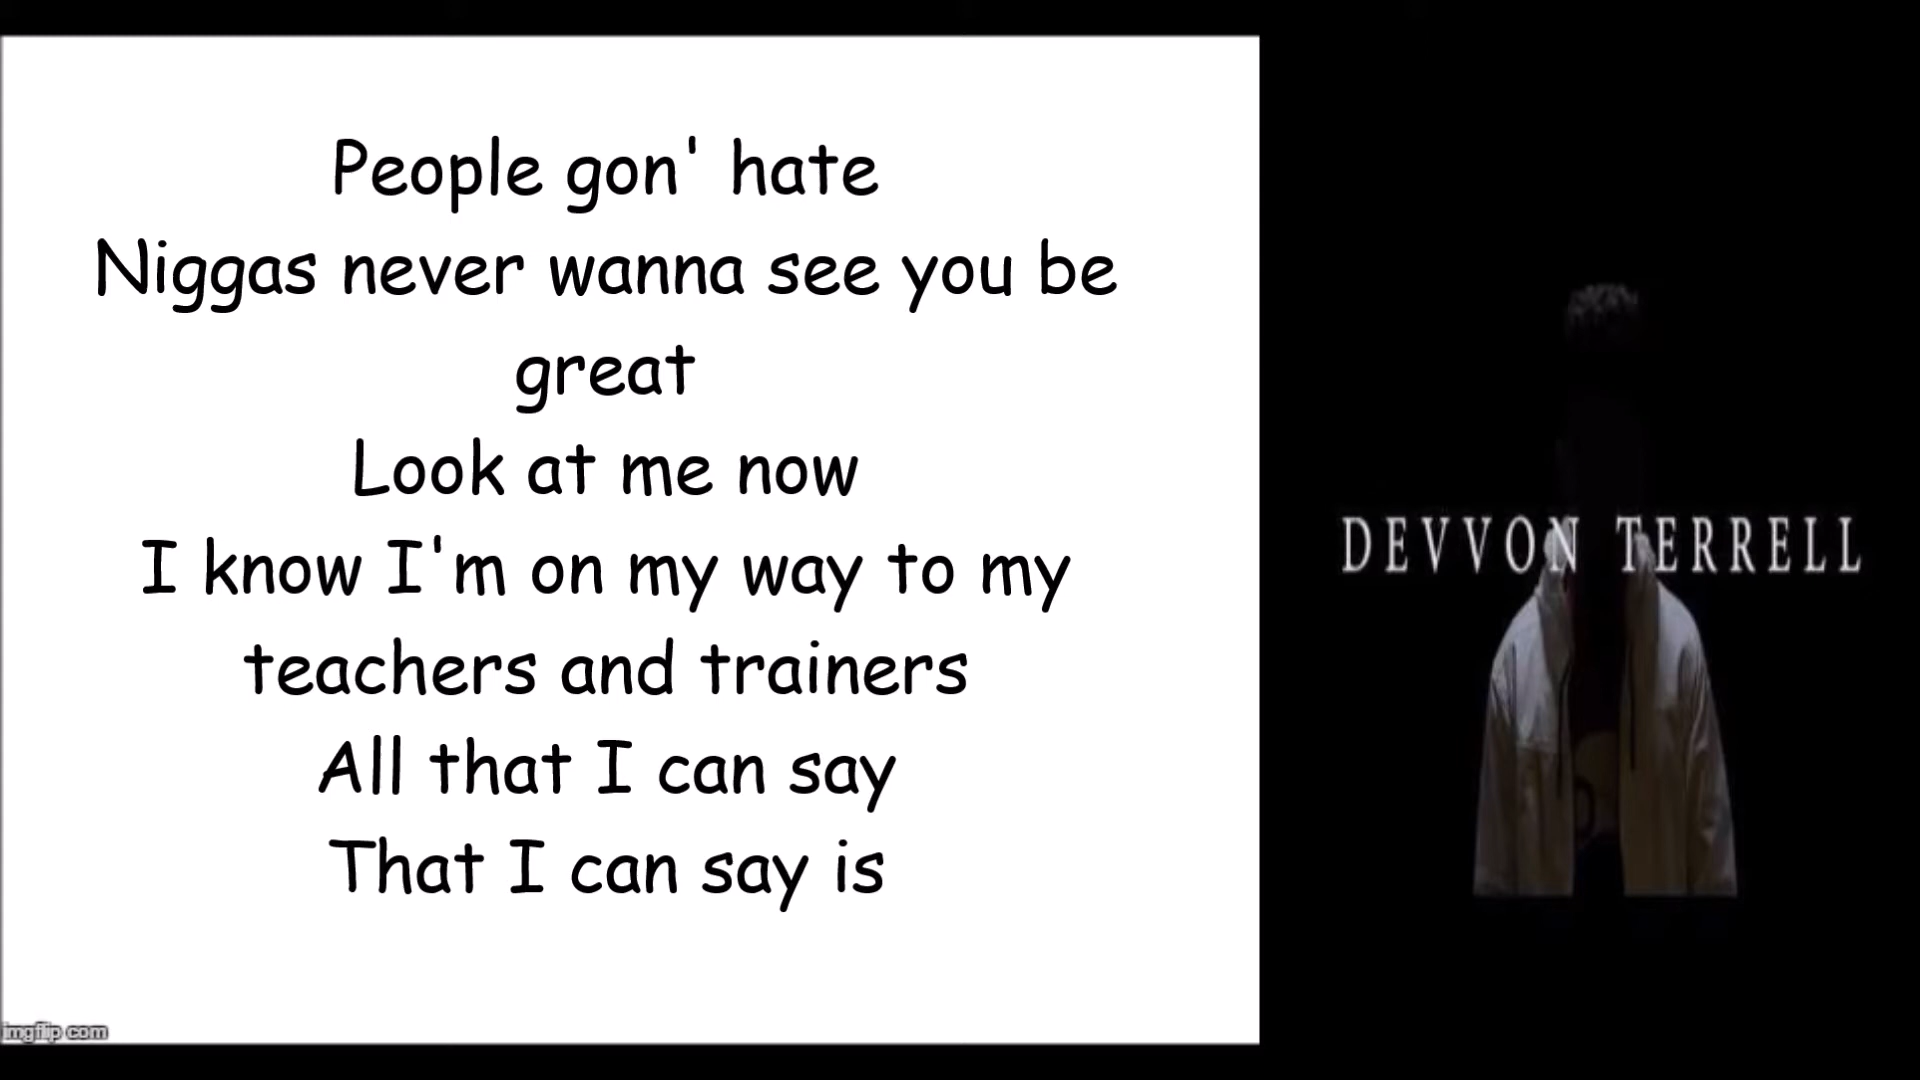 People gon' hate
Niggas never wanna see you be
great
Look at me now
I know I'm on my way to my
teachers and trainers
All that I can say
That I can say is
DEVVON TERRELL
imgflip.com